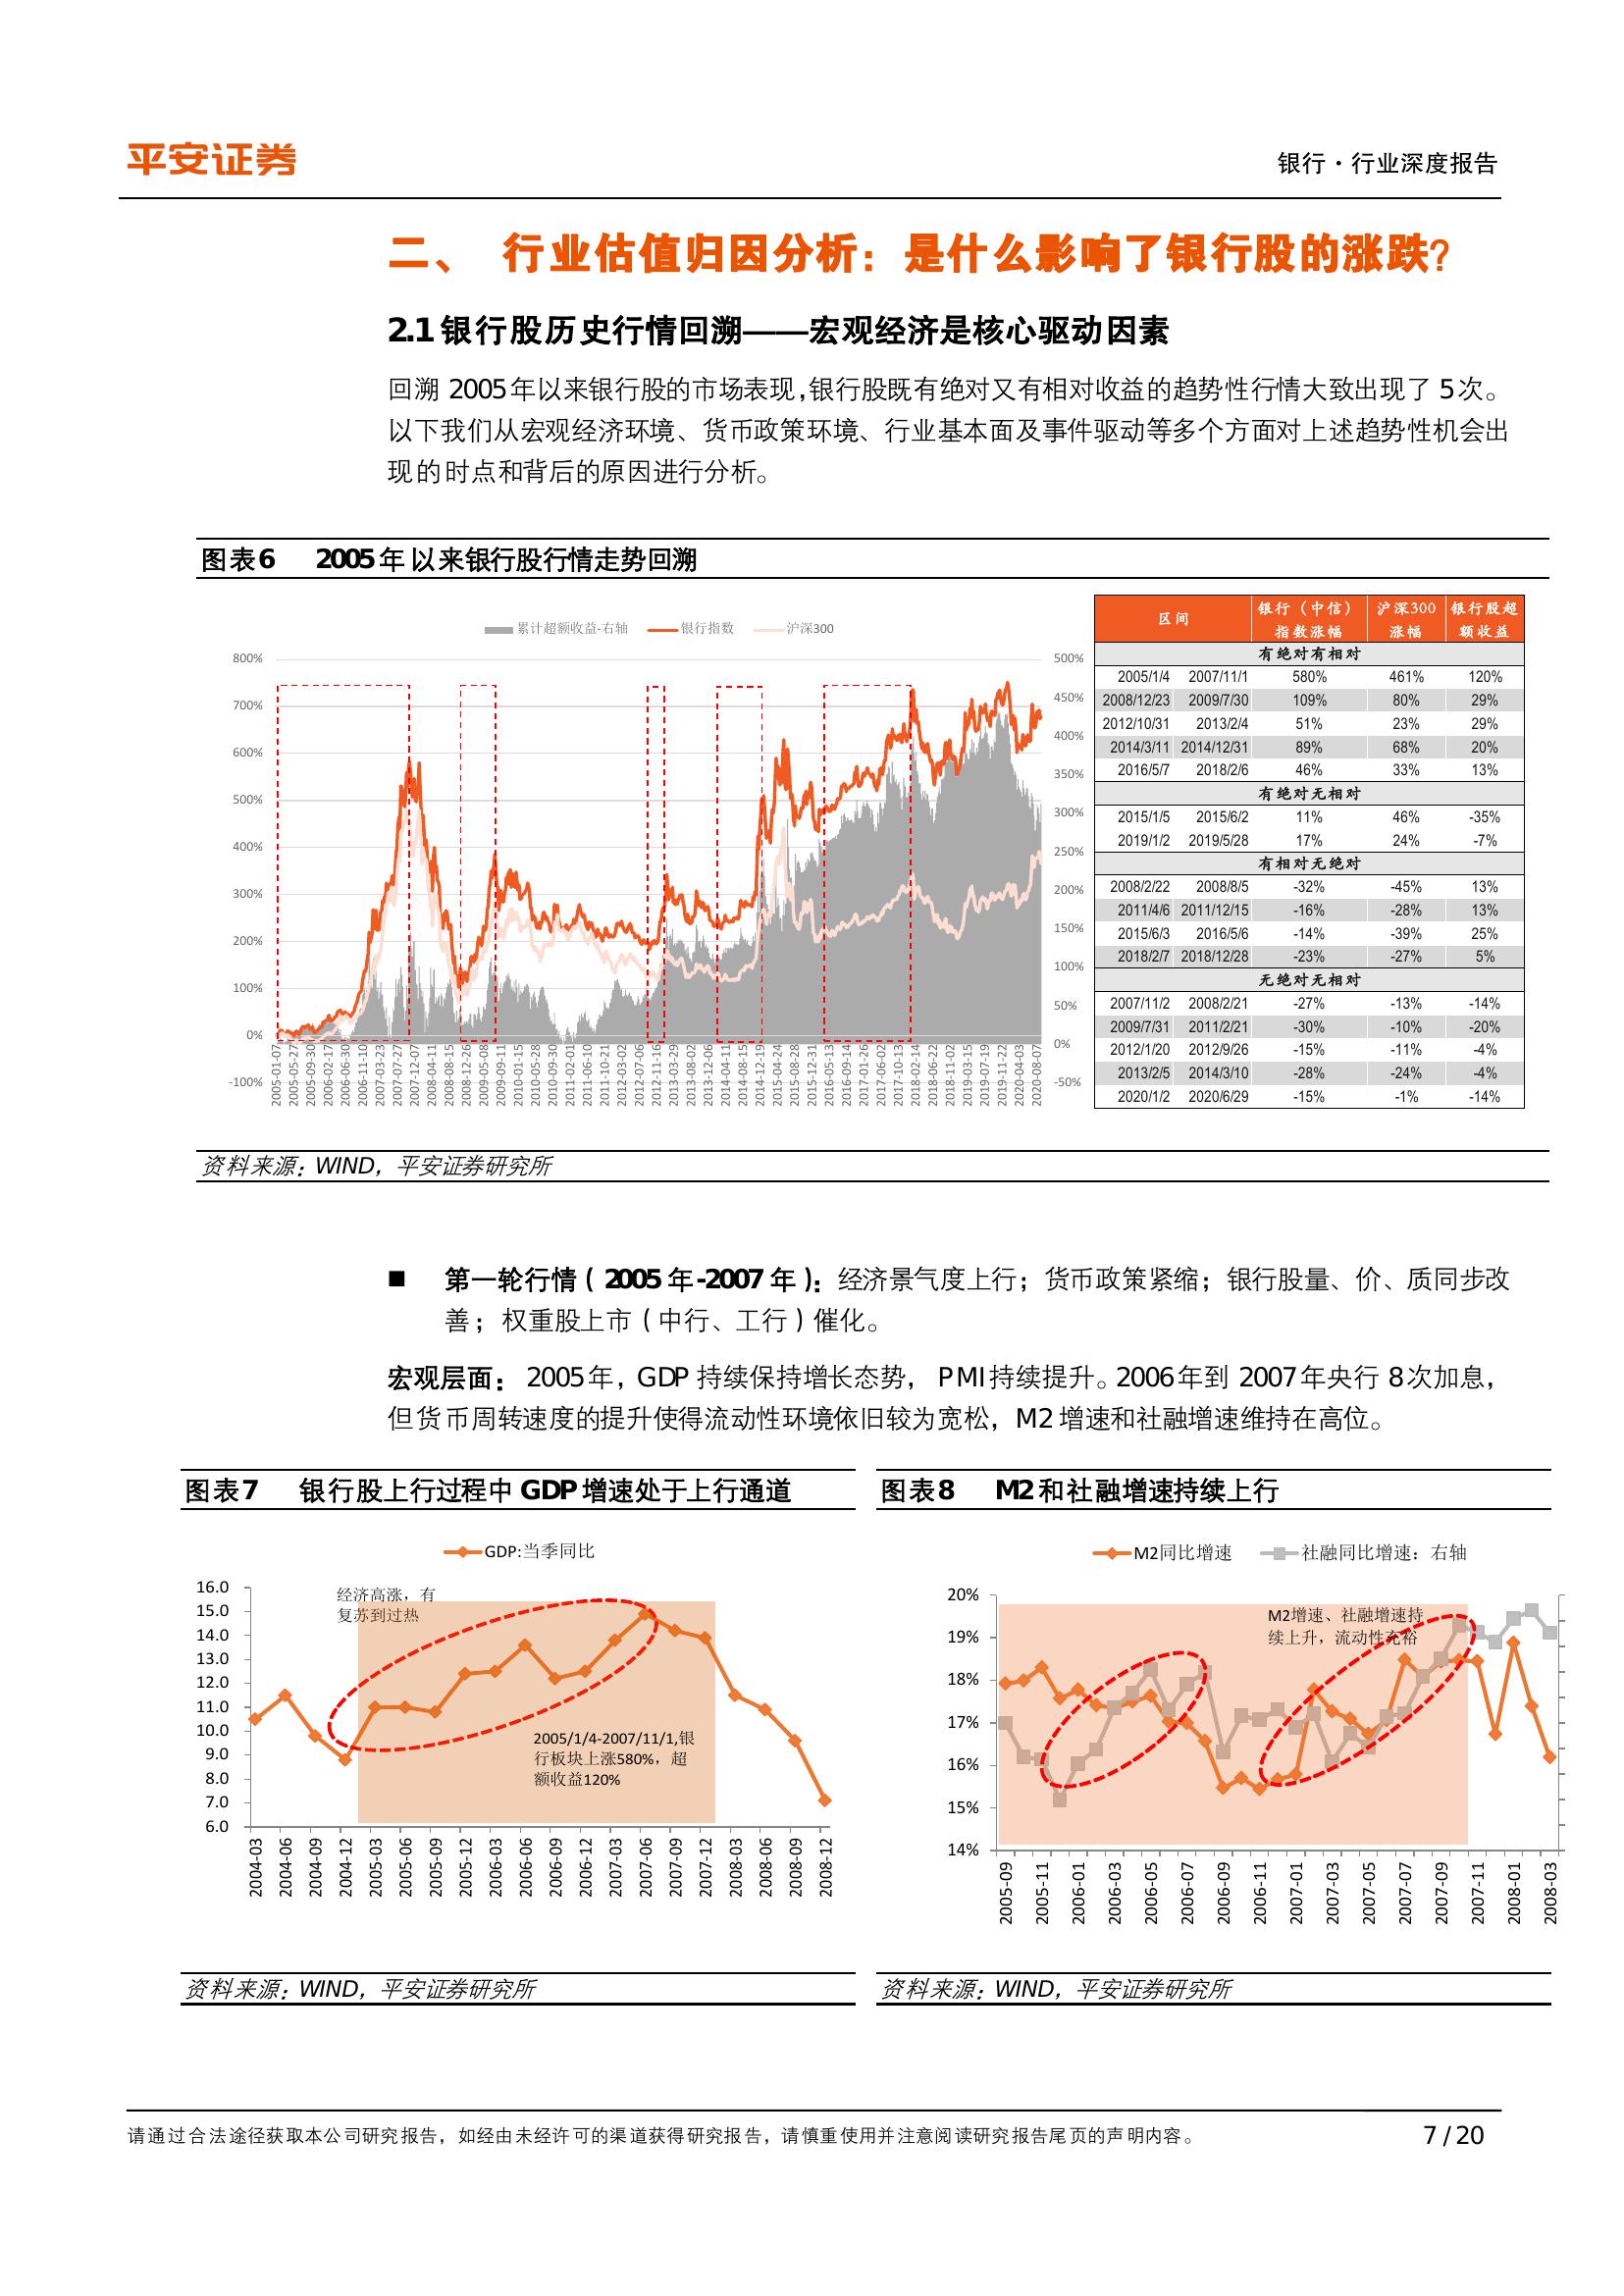 平安证券
银行·行业深度报告
二、 行业估值归因分析：是什么影响了银行股的涨跌?
2.1银行股历史行情回溯——宏观经济是核心驱动因素
回溯 2005年以来银行股的市场表现,银行股既有绝对又有相对收益的趋势性行情大致出现了 5次。
以下我们从宏观经济环境、货币政策环境、行业基本面及事件驱动等多个方面对上述趋势性机会出
现的时点和背后的原因进行分析。
图表6 2005年以来银行股行情走势回溯
累计超额收益-右轴 银行指数 沪深300
800%
700%
600%
500%
400%
300%
200%
100%
0%
-100%
500%
450%
400%
350%
300%
250%
200%
150%
100%
50%
0%
-50%
2005-01-07
2005-05-27
2005-09-30
2006-02-17
2006-06-30
2006-11-10
2007-03-23
2007-07-27
2007-12-07
2008-04-11
2008-08-15
2008-12-26
2009-05-08
2009-09-11
2010-01-15
2010-05-28
2010-09-30
2011-02-01
2011-06-10
2011-10-21
2012-03-02
2012-07-06
2012-11-16
2013-03-29
2013-08-02
2013-12-06
2014-04-11
2014-08-15
2014-12-19
2015-04-24
2015-08-28
2015-12-31
2016-05-13
2016-09-14
2017-01-26
2017-06-02
2017-10-13
2018-02-14
2018-06-22
2018-11-02
2019-03-15
2019-07-19
2019-11-22
2020-04-03
2020-08-07
区间 银行（中信）指数涨幅 沪深300涨幅 银行股超额收益
有绝对有相对
2005/1/4 2007/11/1 580% 461% 120%
2008/12/23 2009/7/30 109% 80% 29%
2012/10/31 2013/2/4 51% 23% 29%
2014/3/11 2014/12/31 89% 68% 20%
2016/5/7 2018/2/6 46% 33% 13%
有绝对无相对
2015/1/5 2015/6/2 11% 46% -35%
2019/1/2 2019/5/28 17% 24% -7%
有相对无绝对
2008/2/22 2008/8/5 -32% -45% 13%
2011/4/6 2011/12/15 -16% -28% 13%
2015/6/3 2016/5/6 -14% -39% 25%
2018/2/7 2018/12/28 -23% -27% 5%
无绝对无相对
2007/11/2 2008/2/21 -27% -13% -14%
2009/7/31 2011/2/21 -30% -10% -20%
2012/1/20 2012/9/26 -15% -11% -4%
2013/2/5 2014/3/10 -28% -24% -4%
2020/1/2 2020/6/29 -15% -1% -14%
资料来源：WIND，平安证券研究所
■ 第一轮行情（2005年-2007年）：经济景气度上行；货币政策紧缩；银行股量、价、质同步改
善；权重股上市（中行、工行）催化。
宏观层面：2005年，GDP 持续保持增长态势，PMI持续提升。2006年到 2007年央行 8次加息，
但货币周转速度的提升使得流动性环境依旧较为宽松，M2增速和社融增速维持在高位。
图表7 银行股上行过程中GDP增速处于上行通道
GDP:当季同比
16.0
15.0
14.0
13.0
12.0
11.0
10.0
9.0
8.0
7.0
6.0
经济高涨，有
复苏到过热
2005/1/4-2007/11/1,银
行板块上涨580%，超
额收益120%
2004-03
2004-06
2004-09
2004-12
2005-03
2005-06
2005-09
2005-12
2006-03
2006-06
2006-09
2006-12
2007-03
2007-06
2007-09
2007-12
2008-03
2008-06
2008-09
2008-12
资料来源：WIND，平安证券研究所
图表8 M2和社融增速持续上行
M2同比增速 社融同比增速：右轴
20%
19%
18%
17%
16%
15%
14%
M2增速、社融增速持
续上升，流动性充裕
2005-09
2005-11
2006-01
2006-03
2006-05
2006-07
2006-09
2006-11
2007-01
2007-03
2007-05
2007-07
2007-09
2007-11
2008-01
2008-03
资料来源：WIND，平安证券研究所
请通过合法途径获取本公司研究报告，如经由未经许可的渠道获得研究报告，请慎重使用并注意阅读研究报告尾页的声明内容。
7 / 20